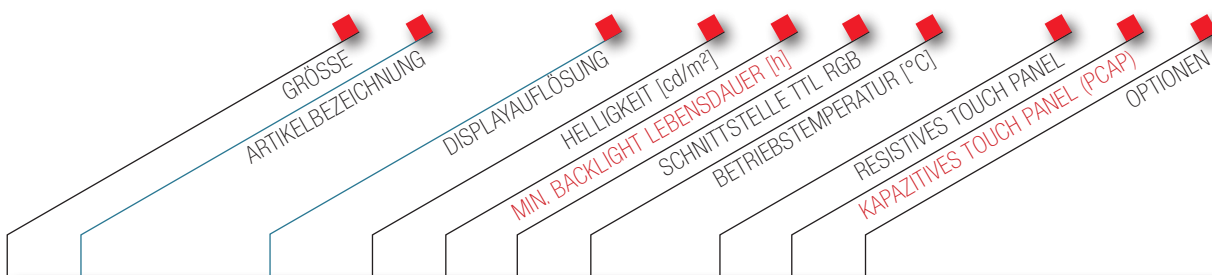 GRÖSSE
ARTIKELBEZEICHNUNG
DISPLAYAUFLÖSUNG
HELLIGKEIT [cd/m²]
MIN. BACKLIGHT LEBENSDAUER [h]
SCHNITTSTELLE TTL RGB
BETRIEBSTEMPERATUR [°C]
RESISTIVES TOUCH PANEL
KAPAZITIVES TOUCH PANEL (PCAP)
OPTIONEN